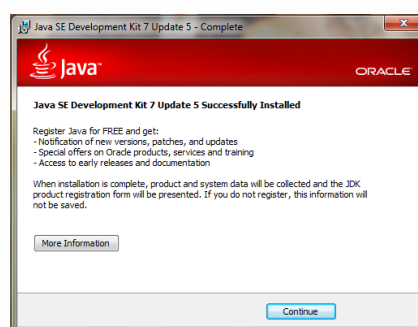 Java SE Development Kit 7 Update 5 - Complete
Java™
ORACLE
Java SE Development Kit 7 Update 5 Successfully Installed
Register Java for FREE and get:
- Notification of new versions, patches, and updates
- Special offers on Oracle products, services and training
- Access to early releases and documentation
When installation is complete, product and system data will be collected and the JDK
product registration form will be presented. If you do not register, this information will
not be saved.
More Information
Continue